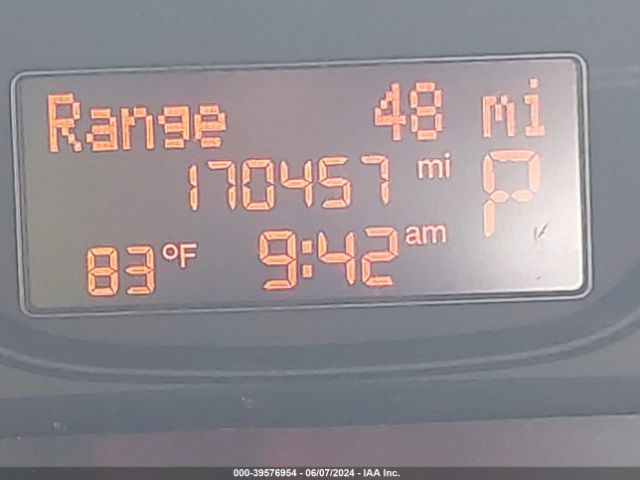 Range 48 mi
170457 mi P
83 °F 9:42 am
000-39576954 - 06/07/2024 - IAA Inc.